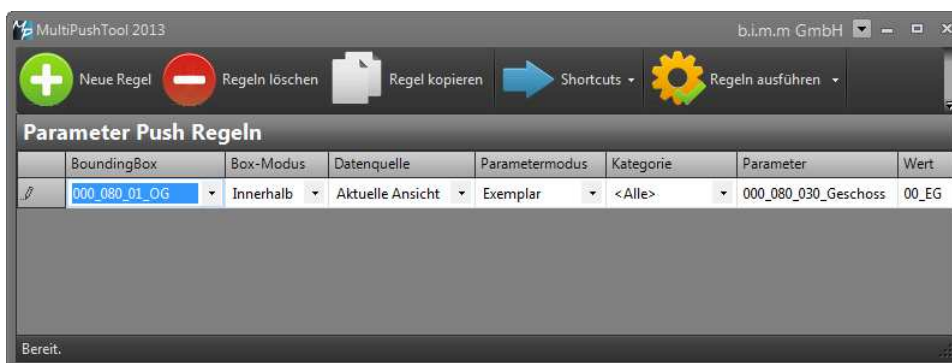 MultiPushTool 2013 b.i.m.m GmbH
Neue Regel Regeln löschen Regel kopieren Shortcuts Regeln ausführen
Parameter Push Regeln
BoundingBox Box-Modus Datenquelle Parametermodus Kategorie Parameter Wert
000_080_01_OG Innerhalb Aktuelle Ansicht Exemplar <Alle> 000_080_030_Geschoss 00_EG
Bereit.